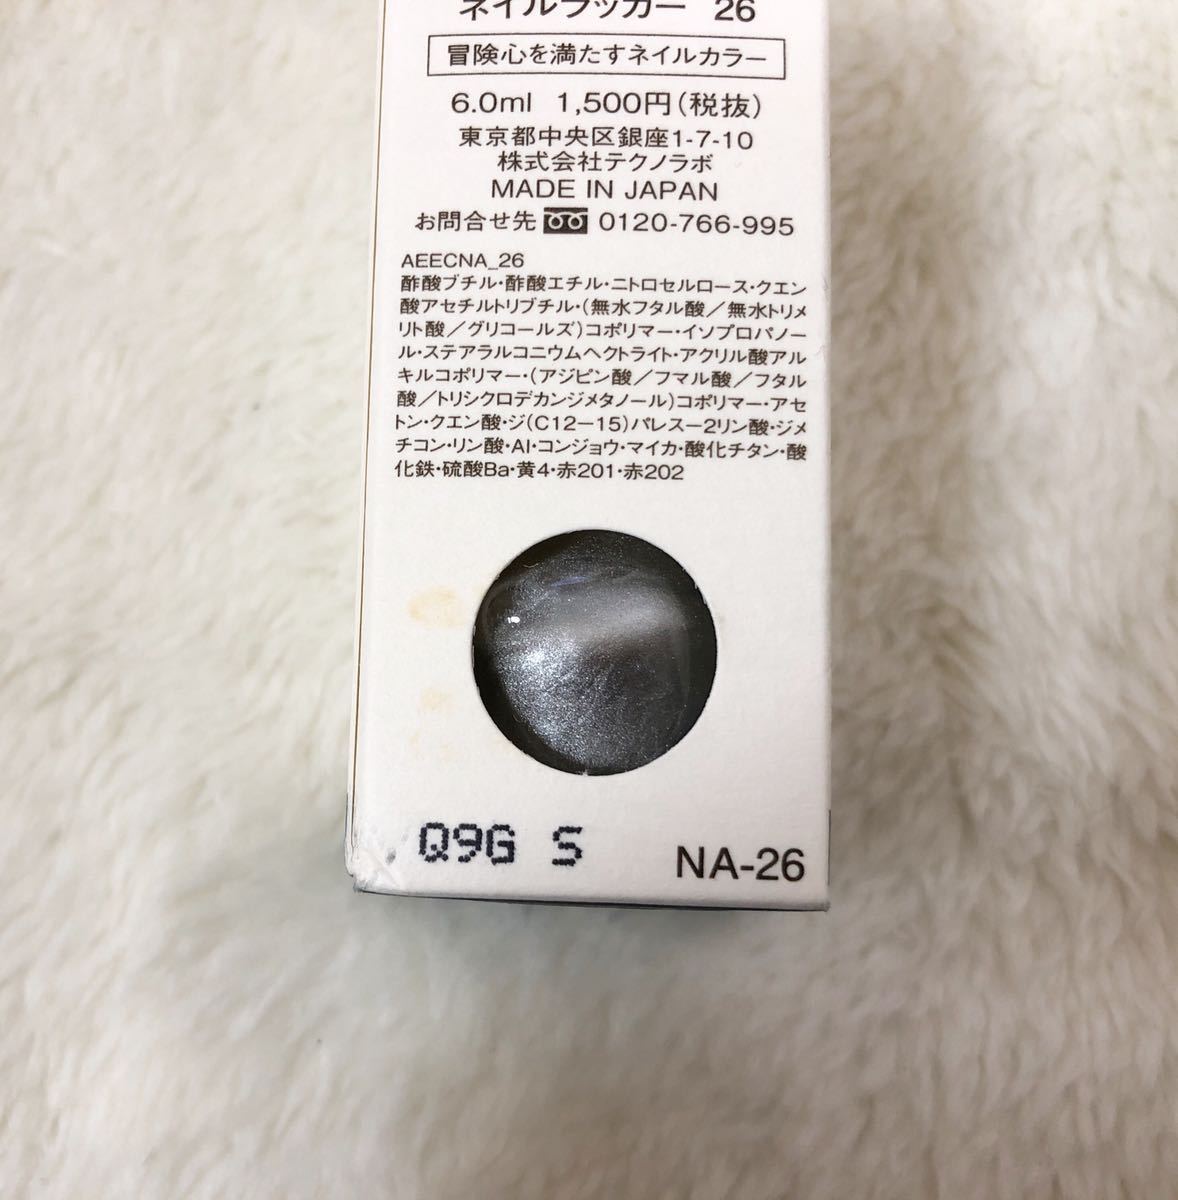 ネイルラッカー 26
冒険心を満たすネイルカラー
6.0ml 1,500円(税抜)
東京都中央区銀座1-7-10
株式会社テクノラボ
MADE IN JAPAN
お問合せ先 0120-766-995
AEECNA_26
酢酸ブチル・酢酸エチル・ニトロセルロース・クエン
酸アセチルトリブチル・(無水フタル酸/無水トリメ
リト酸/グリコールズ)コポリマー・イソプロパノー
ル・ステアラルコニウムヘクトライト・アクリル酸アル
キルコポリマー・(アジピン酸/フマル酸/フタル
酸/トリシクロデカンジメタノール)コポリマー・アセ
トン・クエン酸・ジ(C12-15)パレスー2リン酸・ジメ
チコン・リン酸・Al・コンジョウ・マイカ・酸化チタン・酸
化鉄・硫酸Ba・黄4・赤201・赤202
Q9G S
NA-26